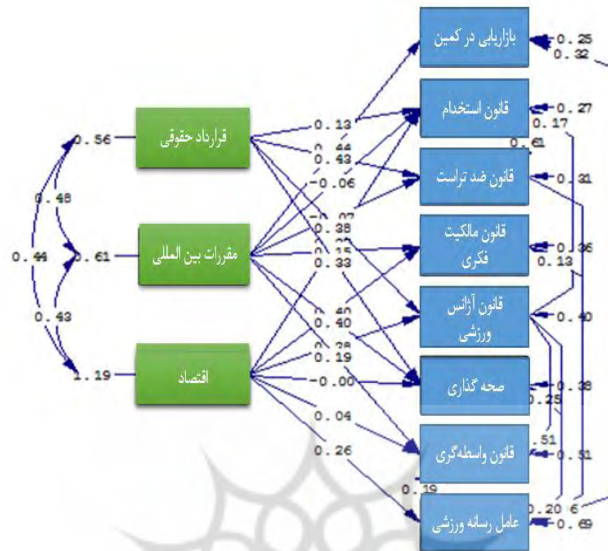 بازاریابی در کمین
0.25
0.32
قانون استخدام
0.27
0.17
0.61
قرارداد حقوقی
0.56
0.13
0.44
0.43
-0.06
قانون ضد تراست
0.31
0.48
0.38
0.33
قانون مالکیت
فکری
0.36
0.13
مقررات بین المللی
0.61
0.44
0.43
0.40
0.40
قانون آژانس
ورزشی
0.40
0.19
اقتصاد
1.19
-0.00
صحه گذاری
0.04
قانون واسطه‌گری
0.51
0.26
0.19
عامل رسانه ورزشی
0.20
0.69